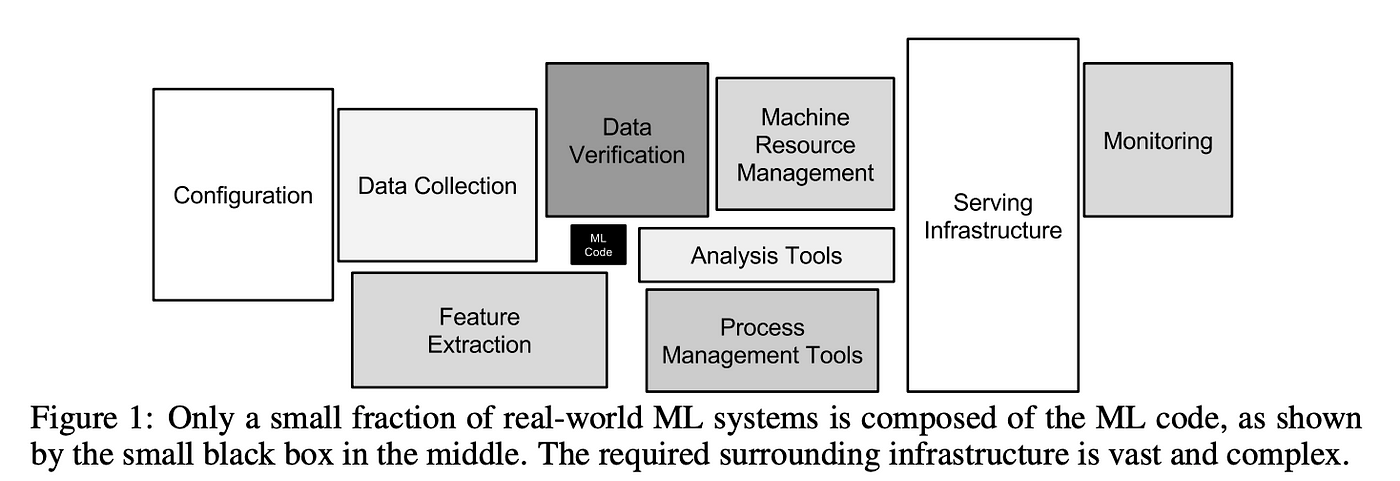 Configuration
Data Collection
Data
Verification
Machine
Resource
Management
Serving
Infrastructure
Monitoring
ML
Code
Analysis Tools
Feature
Extraction
Process
Management Tools
Figure 1: Only a small fraction of real-world ML systems is composed of the ML code, as shown
by the small black box in the middle. The required surrounding infrastructure is vast and complex.